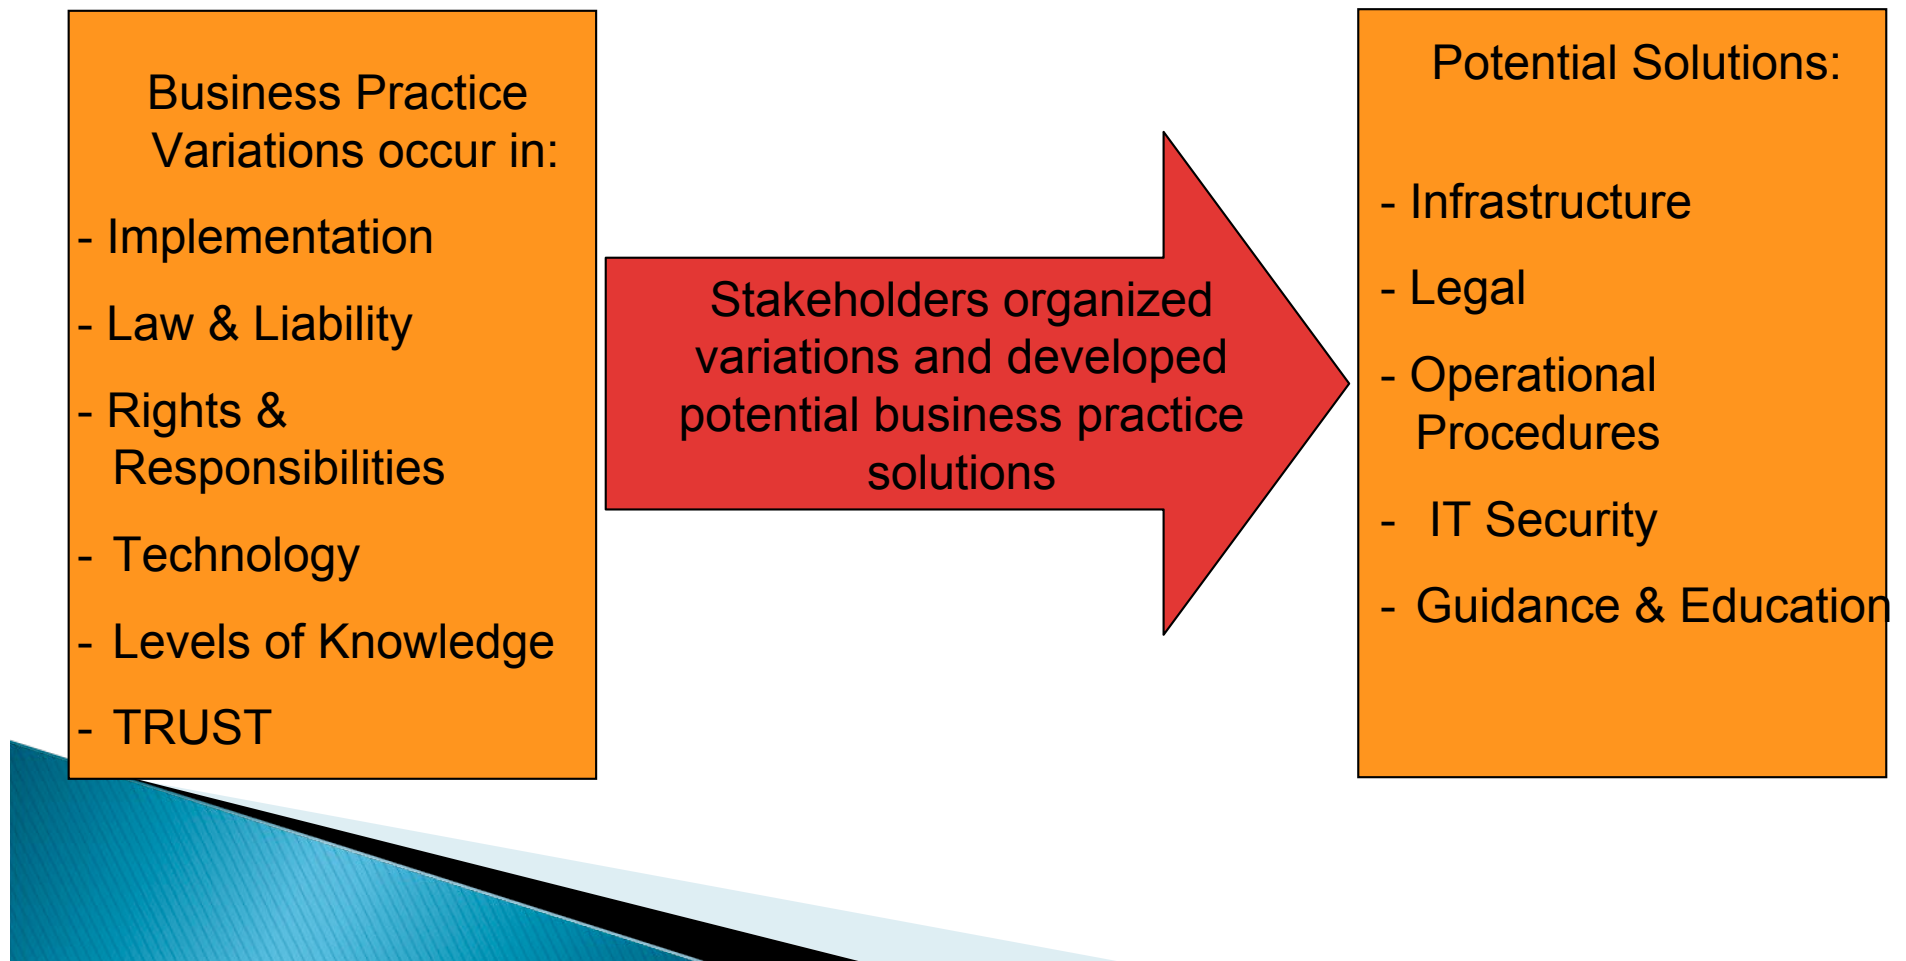 Business Practice
Variations occur in:
- Implementation
- Law & Liability
- Rights &
Responsibilities
- Technology
- Levels of Knowledge
- TRUST
Stakeholders organized
variations and developed
potential business practice
solutions
Potential Solutions:
- Infrastructure
- Legal
- Operational
Procedures
- IT Security
- Guidance & Education